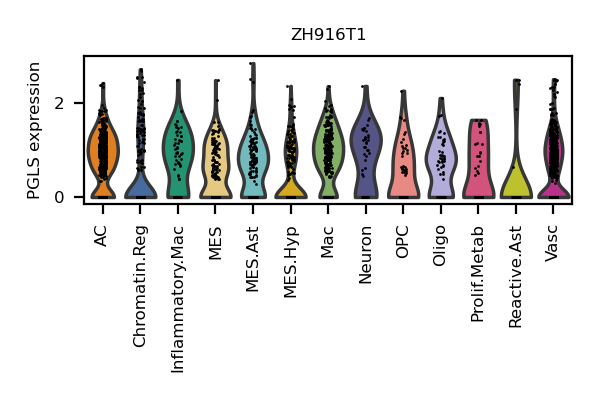 ZH916T1
PGLS expression
2
0
AC
Chromatin.Reg
Inflammatory.Mac
MES
MES.Ast
MES.Hyp
Mac
Neuron
OPC
Oligo
Prolif.Metab
Reactive.Ast
Vasc